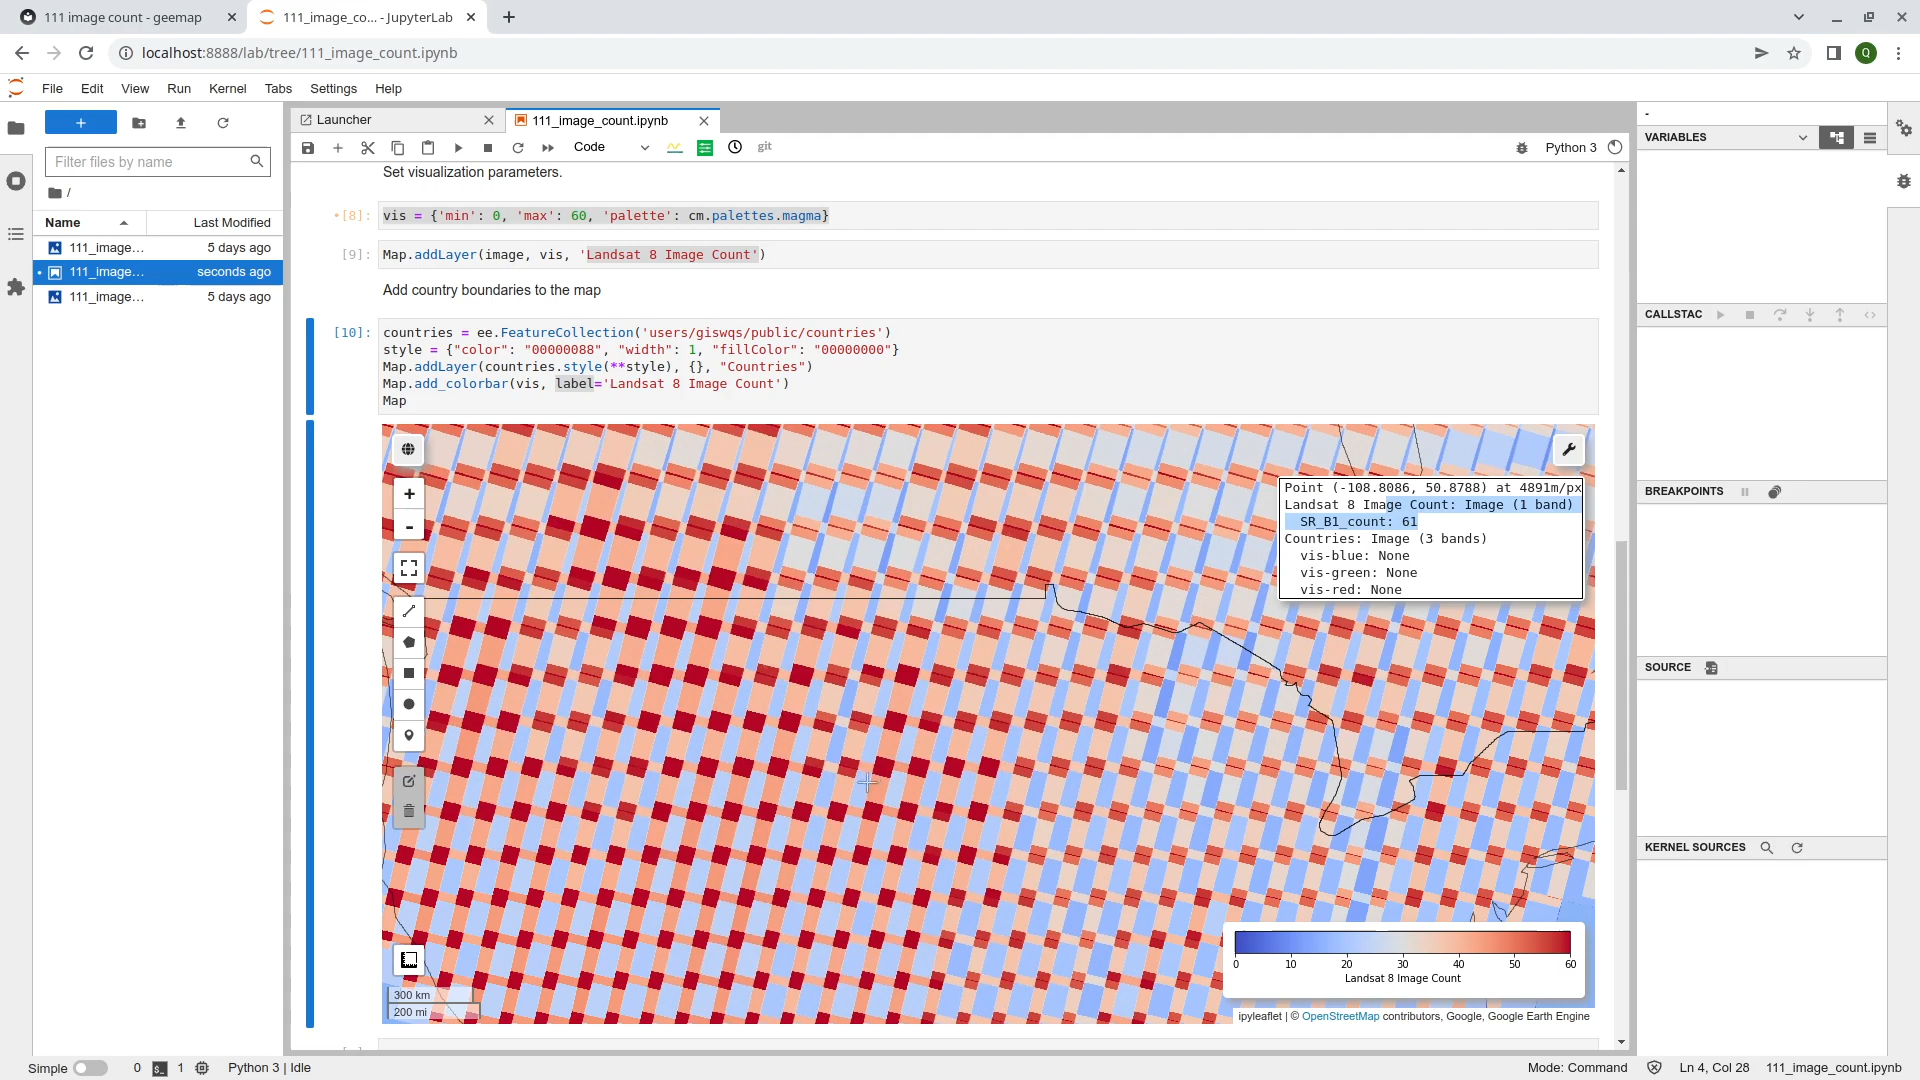 111 image count - geemap
111_image_co... - JupyterLab
localhost:8888/lab/tree/111_image_count.ipynb
Q
File Edit View Run Kernel Tabs Settings Help
Filter files by name
/
Name Last Modified
111_image... 5 days ago
111_image... seconds ago
111_image... 5 days ago
Launcher
111_image_count.ipynb
Code
git
Python 3
Set visualization parameters.
[8]: vis = {'min': 0, 'max': 60, 'palette': cm.palettes.magma}
[9]: Map.addLayer(image, vis, 'Landsat 8 Image Count')
Add country boundaries to the map
[10]: countries = ee.FeatureCollection('users/giswqs/public/countries')
style = {"color": "00000088", "width": 1, "fillColor": "00000000"}
Map.addLayer(countries.style(**style), {}, "Countries")
Map.add_colorbar(vis, label='Landsat 8 Image Count')
Map
+
-
Point (-108.8086, 50.8788) at 4891m/px
Landsat 8 Image Count: Image (1 band)
SR_B1_count: 61
Countries: Image (3 bands)
vis-blue: None
vis-green: None
vis-red: None
0 10 20 30 40 50 60
Landsat 8 Image Count
300 km
200 mi
ipyleaflet | © OpenStreetMap contributors, Google, Google Earth Engine
-
VARIABLES
CALLSTAC
BREAKPOINTS
SOURCE
KERNEL SOURCES
Simple
0
1
Python 3 | Idle
Mode: Command
Ln 4, Col 28
111_image_count.ipynb